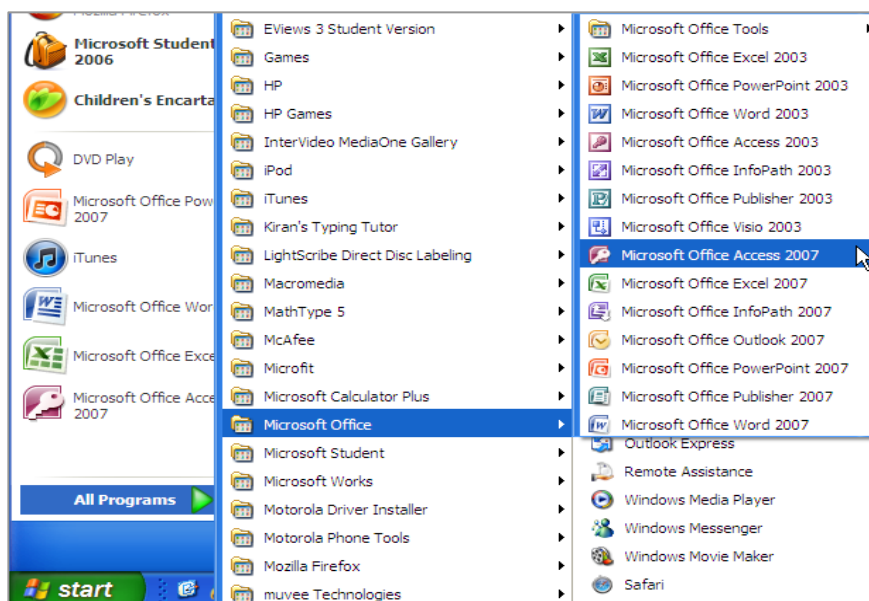 Mozilla Firefox
Microsoft Student
2006
Children's Encarta
DVD Play
Microsoft Office Pow
2007
iTunes
Microsoft Office Wor
Microsoft Office Exce
Microsoft Office Acce
2007
All Programs
start
EViews 3 Student Version
Games
HP
HP Games
InterVideo MediaOne Gallery
iPod
iTunes
Kiran's Typing Tutor
LightScribe Direct Disc Labeling
Macromedia
MathType 5
McAfee
Microfit
Microsoft Calculator Plus
Microsoft Office
Microsoft Student
Microsoft Works
Motorola Driver Installer
Motorola Phone Tools
Mozilla Firefox
muvee Technologies
Microsoft Office Tools
Microsoft Office Excel 2003
Microsoft Office PowerPoint 2003
Microsoft Office Word 2003
Microsoft Office Access 2003
Microsoft Office InfoPath 2003
Microsoft Office Publisher 2003
Microsoft Office Visio 2003
Microsoft Office Access 2007
Microsoft Office Excel 2007
Microsoft Office InfoPath 2007
Microsoft Office Outlook 2007
Microsoft Office PowerPoint 2007
Microsoft Office Publisher 2007
Microsoft Office Word 2007
Outlook Express
Remote Assistance
Windows Media Player
Windows Messenger
Windows Movie Maker
Safari